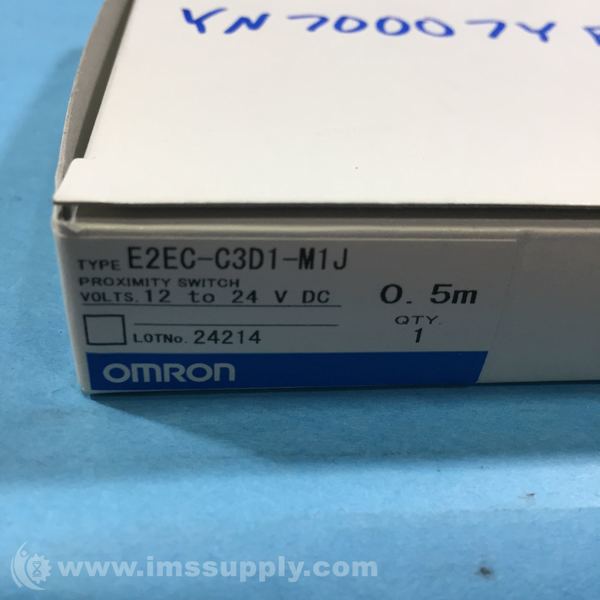 YN70007Y
TYPE E2EC-C3D1-M1J
PROXIMITY SWITCH
VOLTS. 12 to 24 V DC 0.5m
QTY.
LOTNo. 24214 1
OMRON
www.imssupply.com